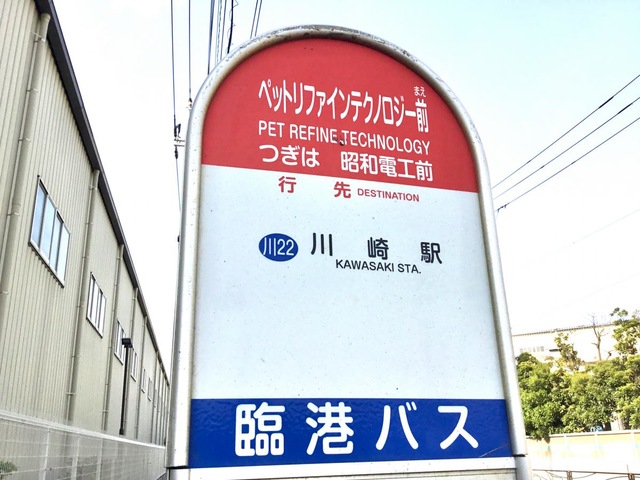 まえ
ペットリファインテクノロジー前
PET REFINE TECHNOLOGY
つぎは 昭和電工前
行先 DESTINATION
川22 川崎駅
KAWASAKI STA.
臨港バス